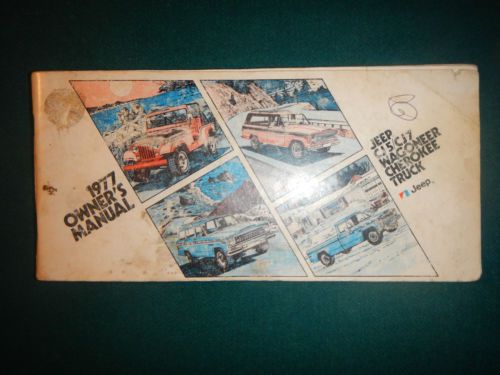 1977
OWNER'S
MANUAL
JEEP
CJ5/CJ7
WAGONEER
CHEROKEE
TRUCK
Jeep